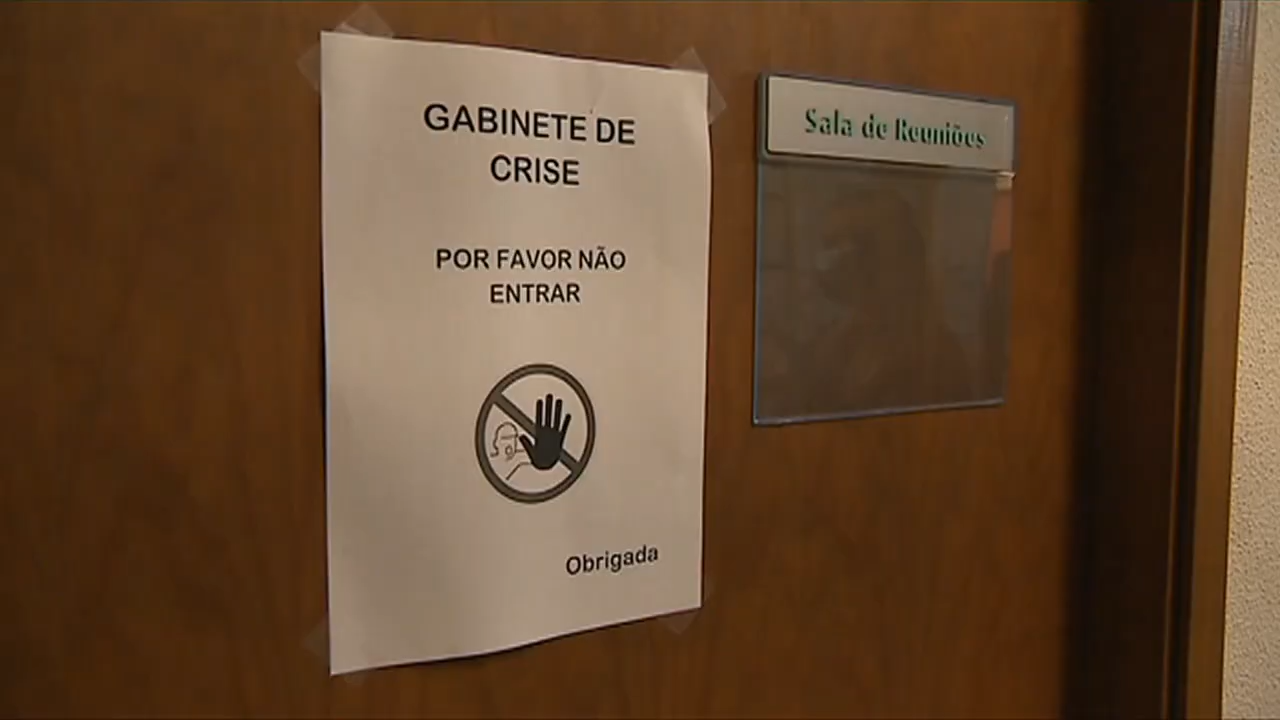 GABINETE DE
CRISE
POR FAVOR NÃO
ENTRAR
Obrigada
Sala de Reuniões